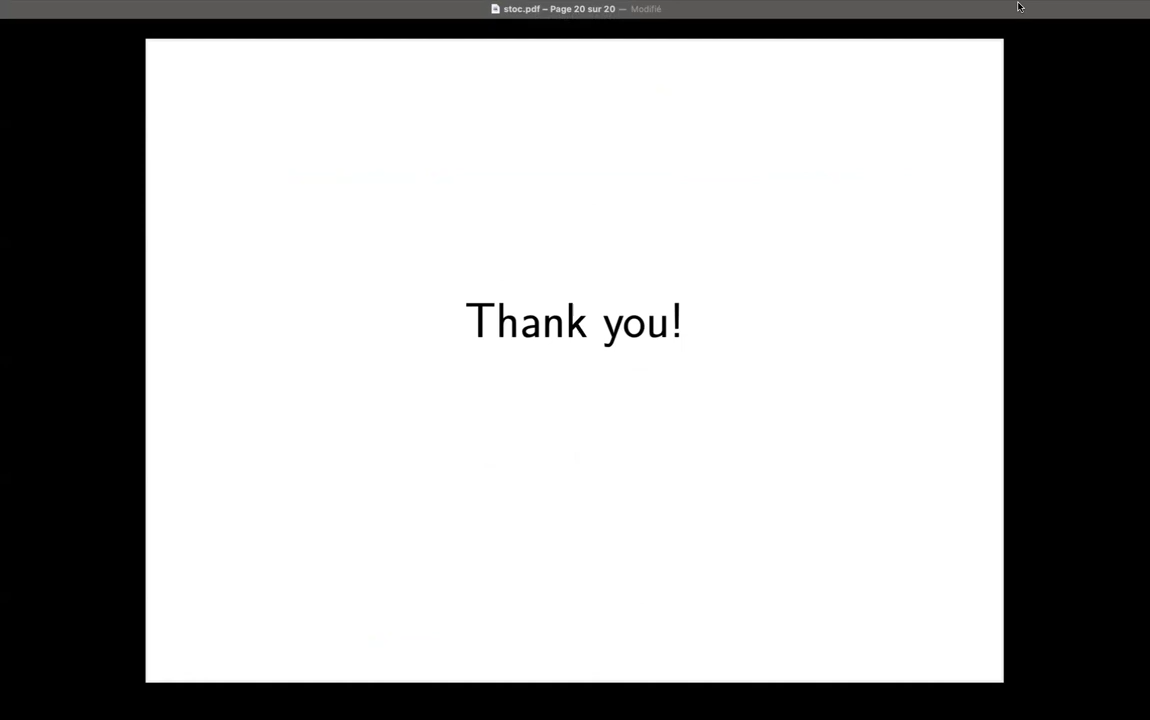 stoc.pdf – Page 20 sur 20 — Modifié
Thank you!